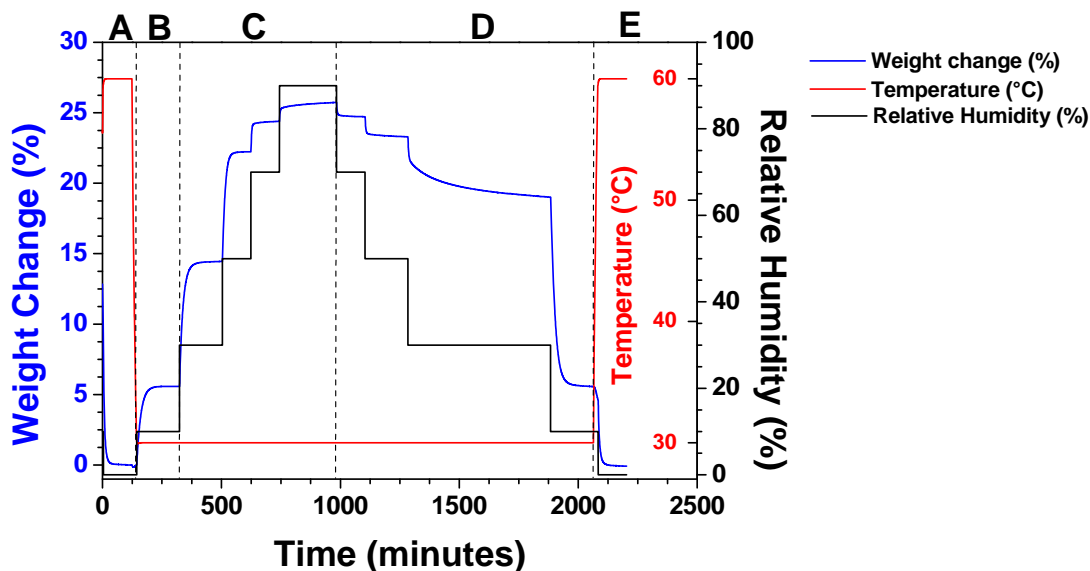 A B C D E
30
25
20
15
10
5
0
Weight Change (%)
0 500 1000 1500 2000 2500
Time (minutes)
60
50
40
30
Temperature (°C)
100
80
60
40
20
0
Relative Humidity (%)
Weight change (%)
Temperature (°C)
Relative Humidity (%)